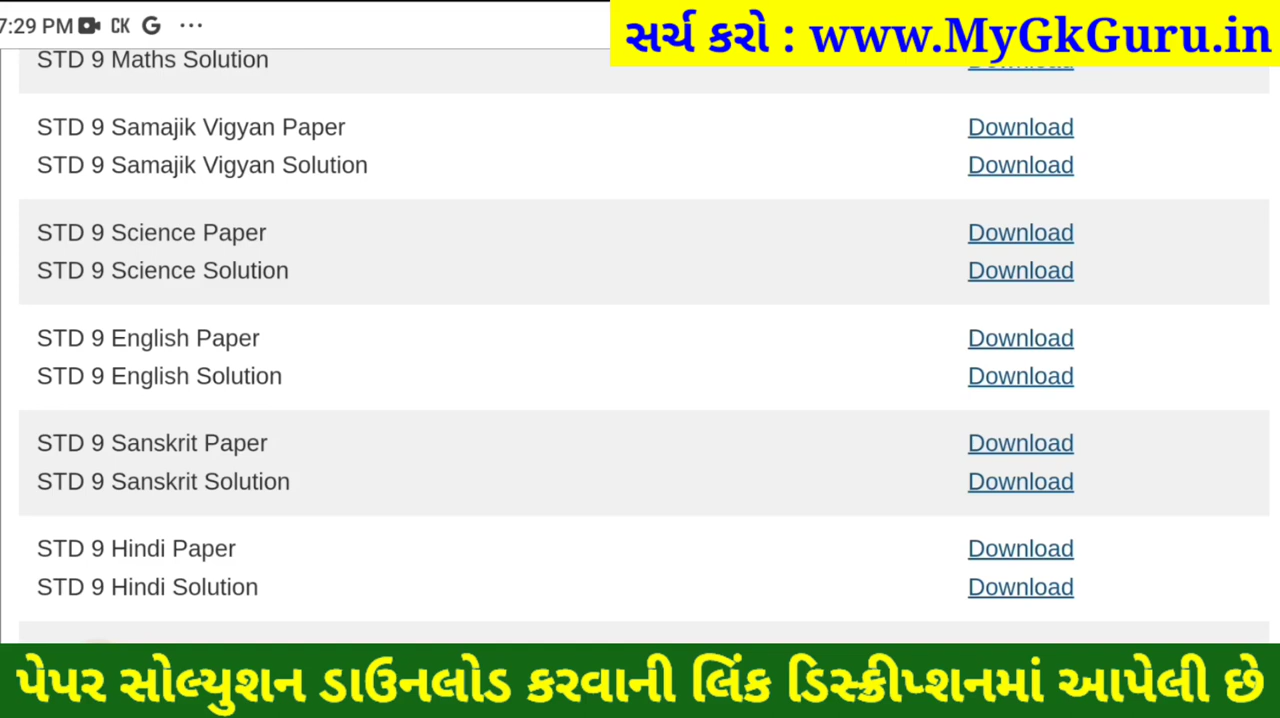 7:29 PM CK G ...
સર્ચ કરો : www.MyGkGuru.in
STD 9 Maths Solution Download
STD 9 Samajik Vigyan Paper Download
STD 9 Samajik Vigyan Solution Download
STD 9 Science Paper Download
STD 9 Science Solution Download
STD 9 English Paper Download
STD 9 English Solution Download
STD 9 Sanskrit Paper Download
STD 9 Sanskrit Solution Download
STD 9 Hindi Paper Download
STD 9 Hindi Solution Download
પેપર સોલ્યુશન ડાઉનલોડ કરવાની લિંક ડિસ્ક્રીપ્શનમાં આપેલી છે